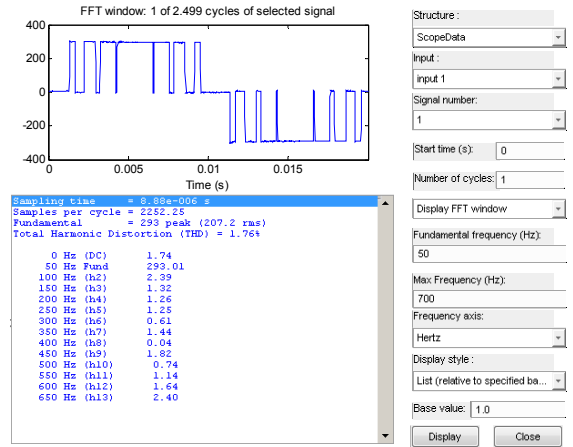 FFT window: 1 of 2.499 cycles of selected signal
400
200
0
-200
-400
0
0.005
0.01
0.015
Time (s)
Sampling time = 8.88e-006 s
Samples per cycle = 2252.25
Fundamental = 293 peak (207.2 rms)
Total Harmonic Distortion (THD) = 1.76%
0 Hz (DC) 1.74
50 Hz Fund 293.01
100 Hz (h2) 2.39
150 Hz (h3) 1.32
200 Hz (h4) 1.26
250 Hz (h5) 1.25
300 Hz (h6) 0.61
350 Hz (h7) 1.44
400 Hz (h8) 0.04
450 Hz (h9) 1.82
500 Hz (h10) 0.74
550 Hz (h11) 1.14
600 Hz (h12) 1.64
650 Hz (h13) 2.40
Structure :
ScopeData
Input :
input 1
Signal number:
1
Start time (s): 0
Number of cycles: 1
Display FFT window
Fundamental frequency (Hz):
50
Max Frequency (Hz):
700
Frequency axis:
Hertz
Display style :
List (relative to specified ba...
Base value: 1.0
Display Close